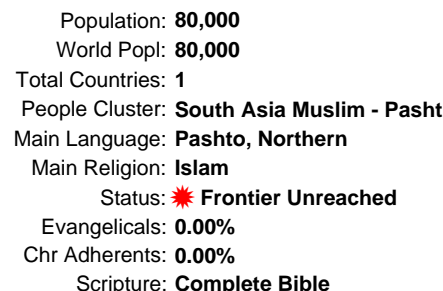 Population: 80,000
World Popl: 80,000
Total Countries: 1
People Cluster: South Asia Muslim - Pasht
Main Language: Pashto, Northern
Main Religion: Islam
Status: Frontier Unreached
Evangelicals: 0.00%
Chr Adherents: 0.00%
Scripture: Complete Bible